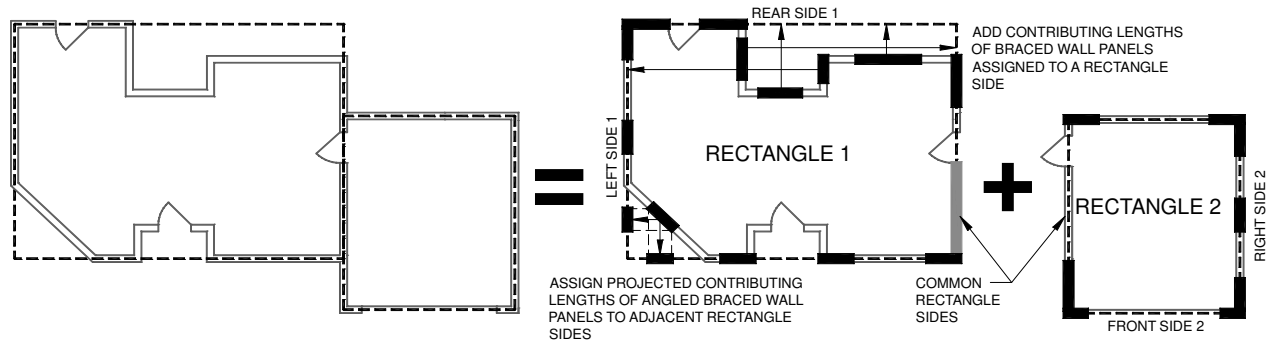 REAR SIDE 1
ADD CONTRIBUTING LENGTHS
OF BRACED WALL PANELS
ASSIGNED TO A RECTANGLE
SIDE
LEFT SIDE 1
RECTANGLE 1
RECTANGLE 2
RIGHT SIDE 2
ASSIGN PROJECTED CONTRIBUTING
LENGTHS OF ANGLED BRACED WALL
PANELS TO ADJACENT RECTANGLE
SIDES
COMMON
RECTANGLE
SIDES
FRONT SIDE 2